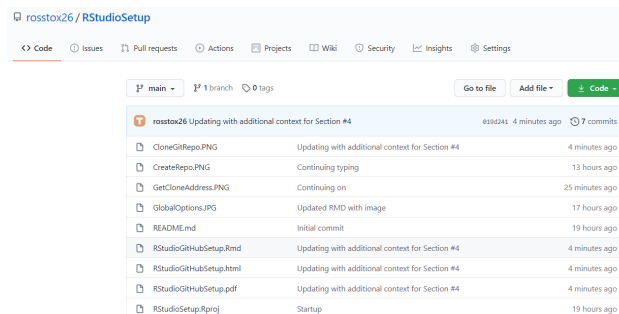 rosstox26 / RStudioSetup
Code Issues Pull requests Actions Projects Wiki Security Insights Settings
main 1 branch 0 tags Go to file Add file Code
rosstox26 Updating with additional context for Section #4 019d241 4 minutes ago 7 commits
CloneGitRepo.PNG Updating with additional context for Section #4 4 minutes ago
CreateRepo.PNG Continuing typing 13 hours ago
GetCloneAddress.PNG Continuing on 25 minutes ago
GlobalOptions.JPG Updated RMD with image 17 hours ago
README.md Initial commit 19 hours ago
RStudioGitHubSetup.Rmd Updating with additional context for Section #4 4 minutes ago
RStudioGitHubSetup.html Updating with additional context for Section #4 4 minutes ago
RStudioGitHubSetup.pdf Updating with additional context for Section #4 4 minutes ago
RStudioSetup.Rproj Startup 19 hours ago